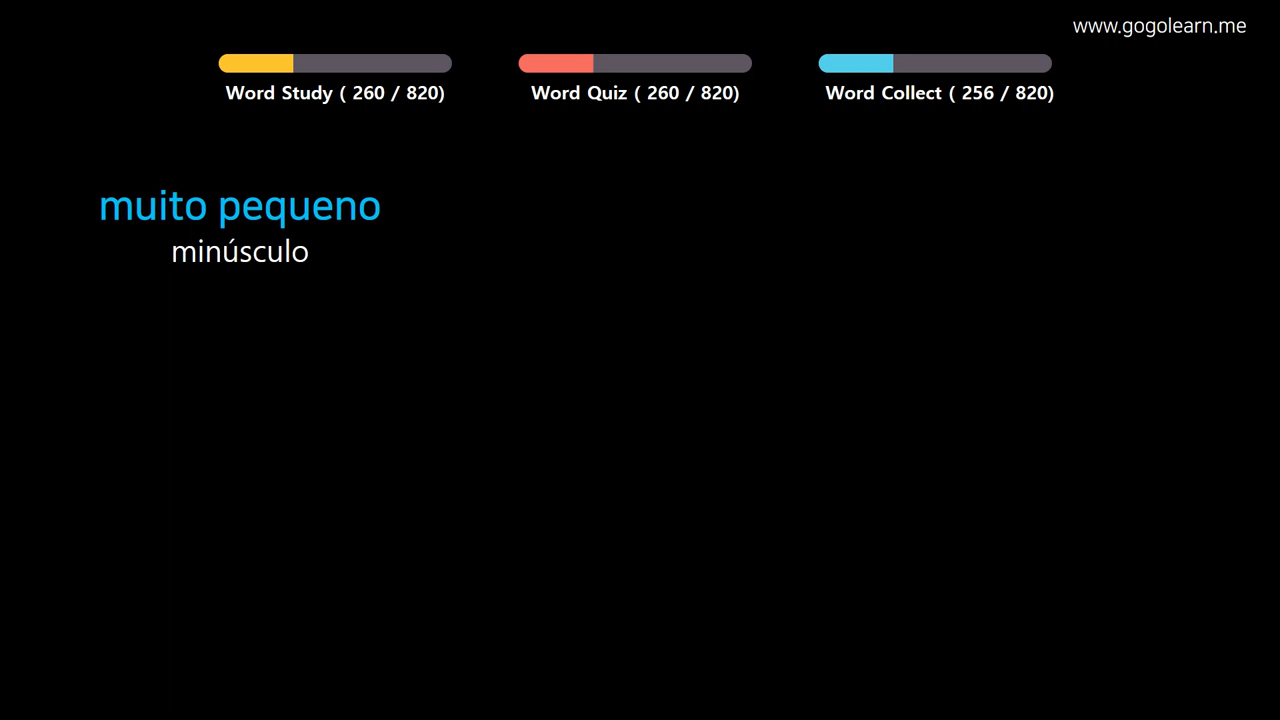 www.gogolearn.me
Word Study ( 260 / 820)
Word Quiz ( 260 / 820)
Word Collect ( 256 / 820)
muito pequeno
minúsculo